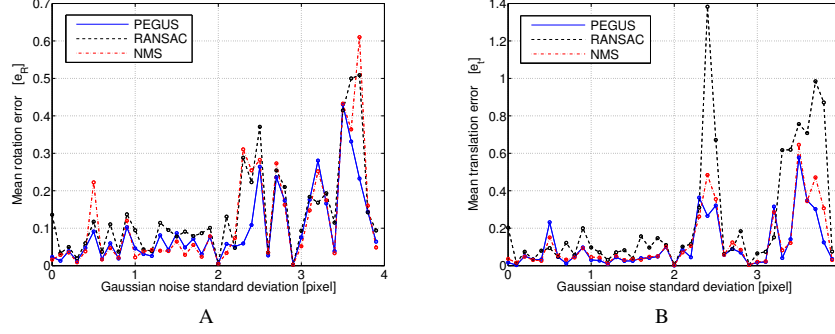 0.7
0.6
0.5
0.4
0.3
0.2
0.1
0
Mean rotation error [e_R]
PEGUS
RANSAC
NMS
0 1 2 3 4
Gaussian noise standard deviation [pixel]
A
1.4
1.2
1
0.8
0.6
0.4
0.2
0
Mean translation error [e_t]
PEGUS
RANSAC
NMS
0 1 2 3
Gaussian noise standard deviation [pixel]
B